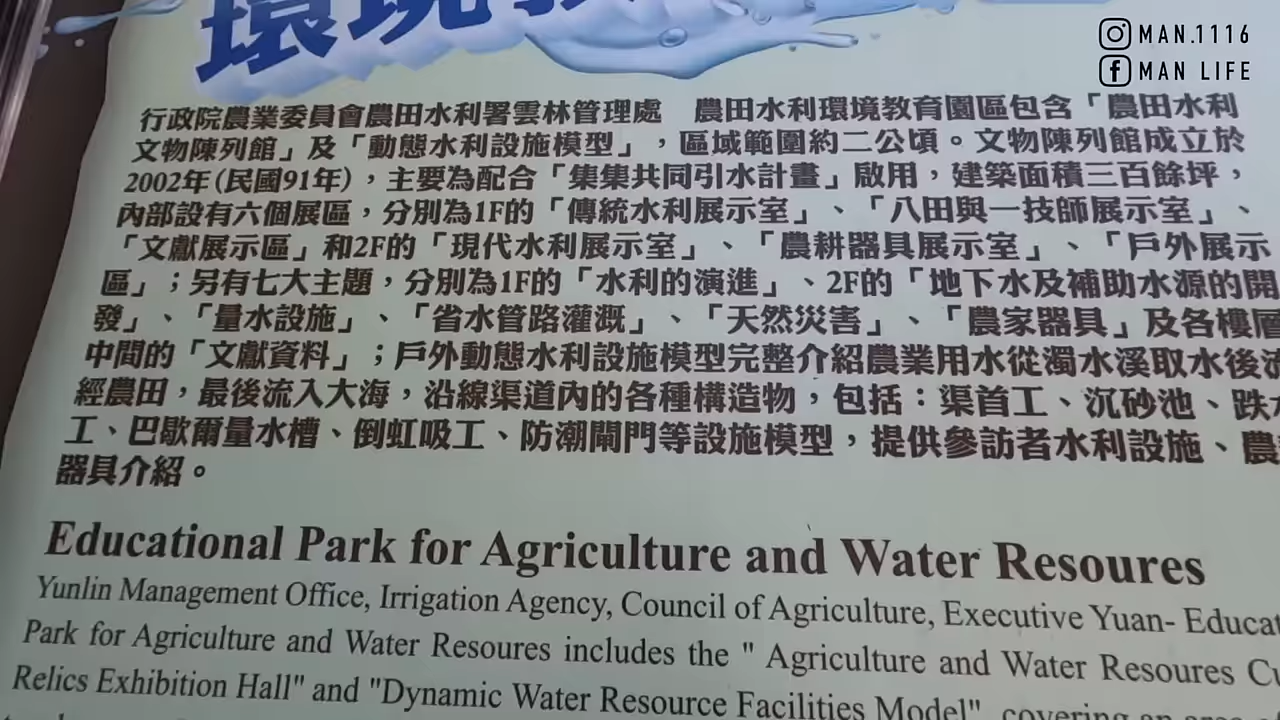 環境教
MAN.1116
MAN LIFE
行政院農業委員會農田水利署雲林管理處 農田水利環境教育園區包含「農田水利
文物陳列館」及「動態水利設施模型」，區域範圍約二公頃。文物陳列館成立於
2002年(民國91年)，主要為配合「集集共同引水計畫」啟用，建築面積三百餘坪，
內部設有六個展區，分別為1F的「傳統水利展示室」、「八田與一技師展示室」、
「文獻展示區」和2F的「現代水利展示室」、「農耕器具展示室」、「戶外展示
區」；另有七大主題，分別為1F的「水利的演進」、2F的「地下水及補助水源的開
發」、「量水設施」、「省水管路灌溉」、「天然災害」、「農家器具」及各樓層
中間的「文獻資料」；戶外動態水利設施模型完整介紹農業用水從濁水溪取水後流
經農田，最後流入大海，沿線渠道內的各種構造物，包括：渠首工、沉砂池、跌水
工、巴歇爾量水槽、倒虹吸工、防潮閘門等設施模型，提供參訪者水利設施、農
器具介紹。
Educational Park for Agriculture and Water Resoures
Yunlin Management Office, Irrigation Agency, Council of Agriculture, Executive Yuan- Educat
Park for Agriculture and Water Resoures includes the " Agriculture and Water Resoures Cu
Relics Exhibition Hall" and "Dynamic Water Resource Facilities Model", covering an area